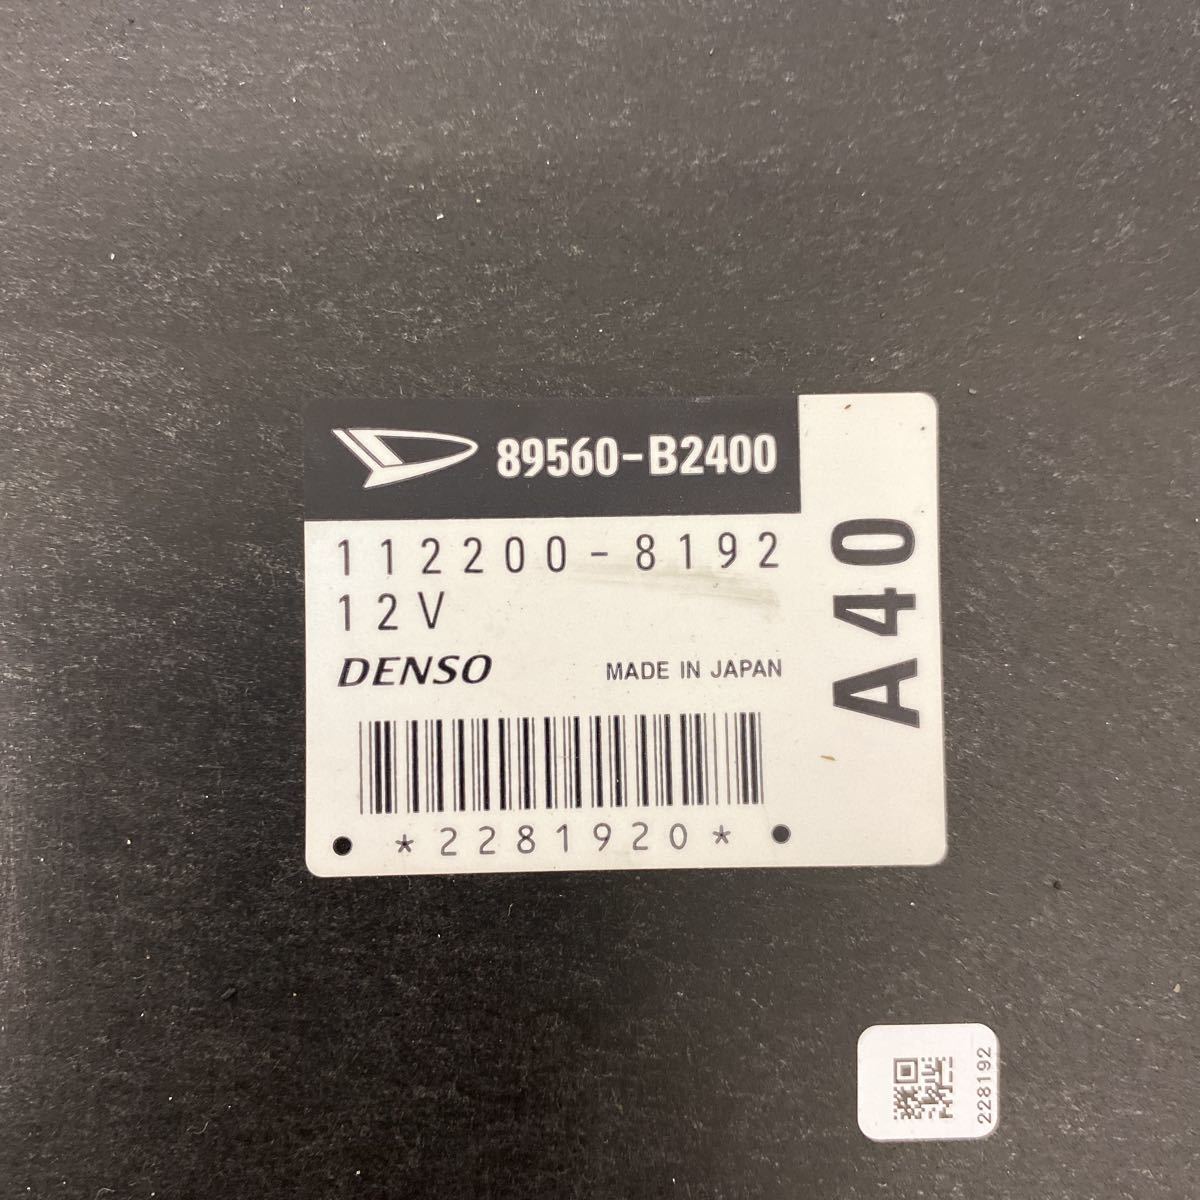 89560-B2400
112200-8192
12V
DENSO MADE IN JAPAN
*2281920*
A40
228192